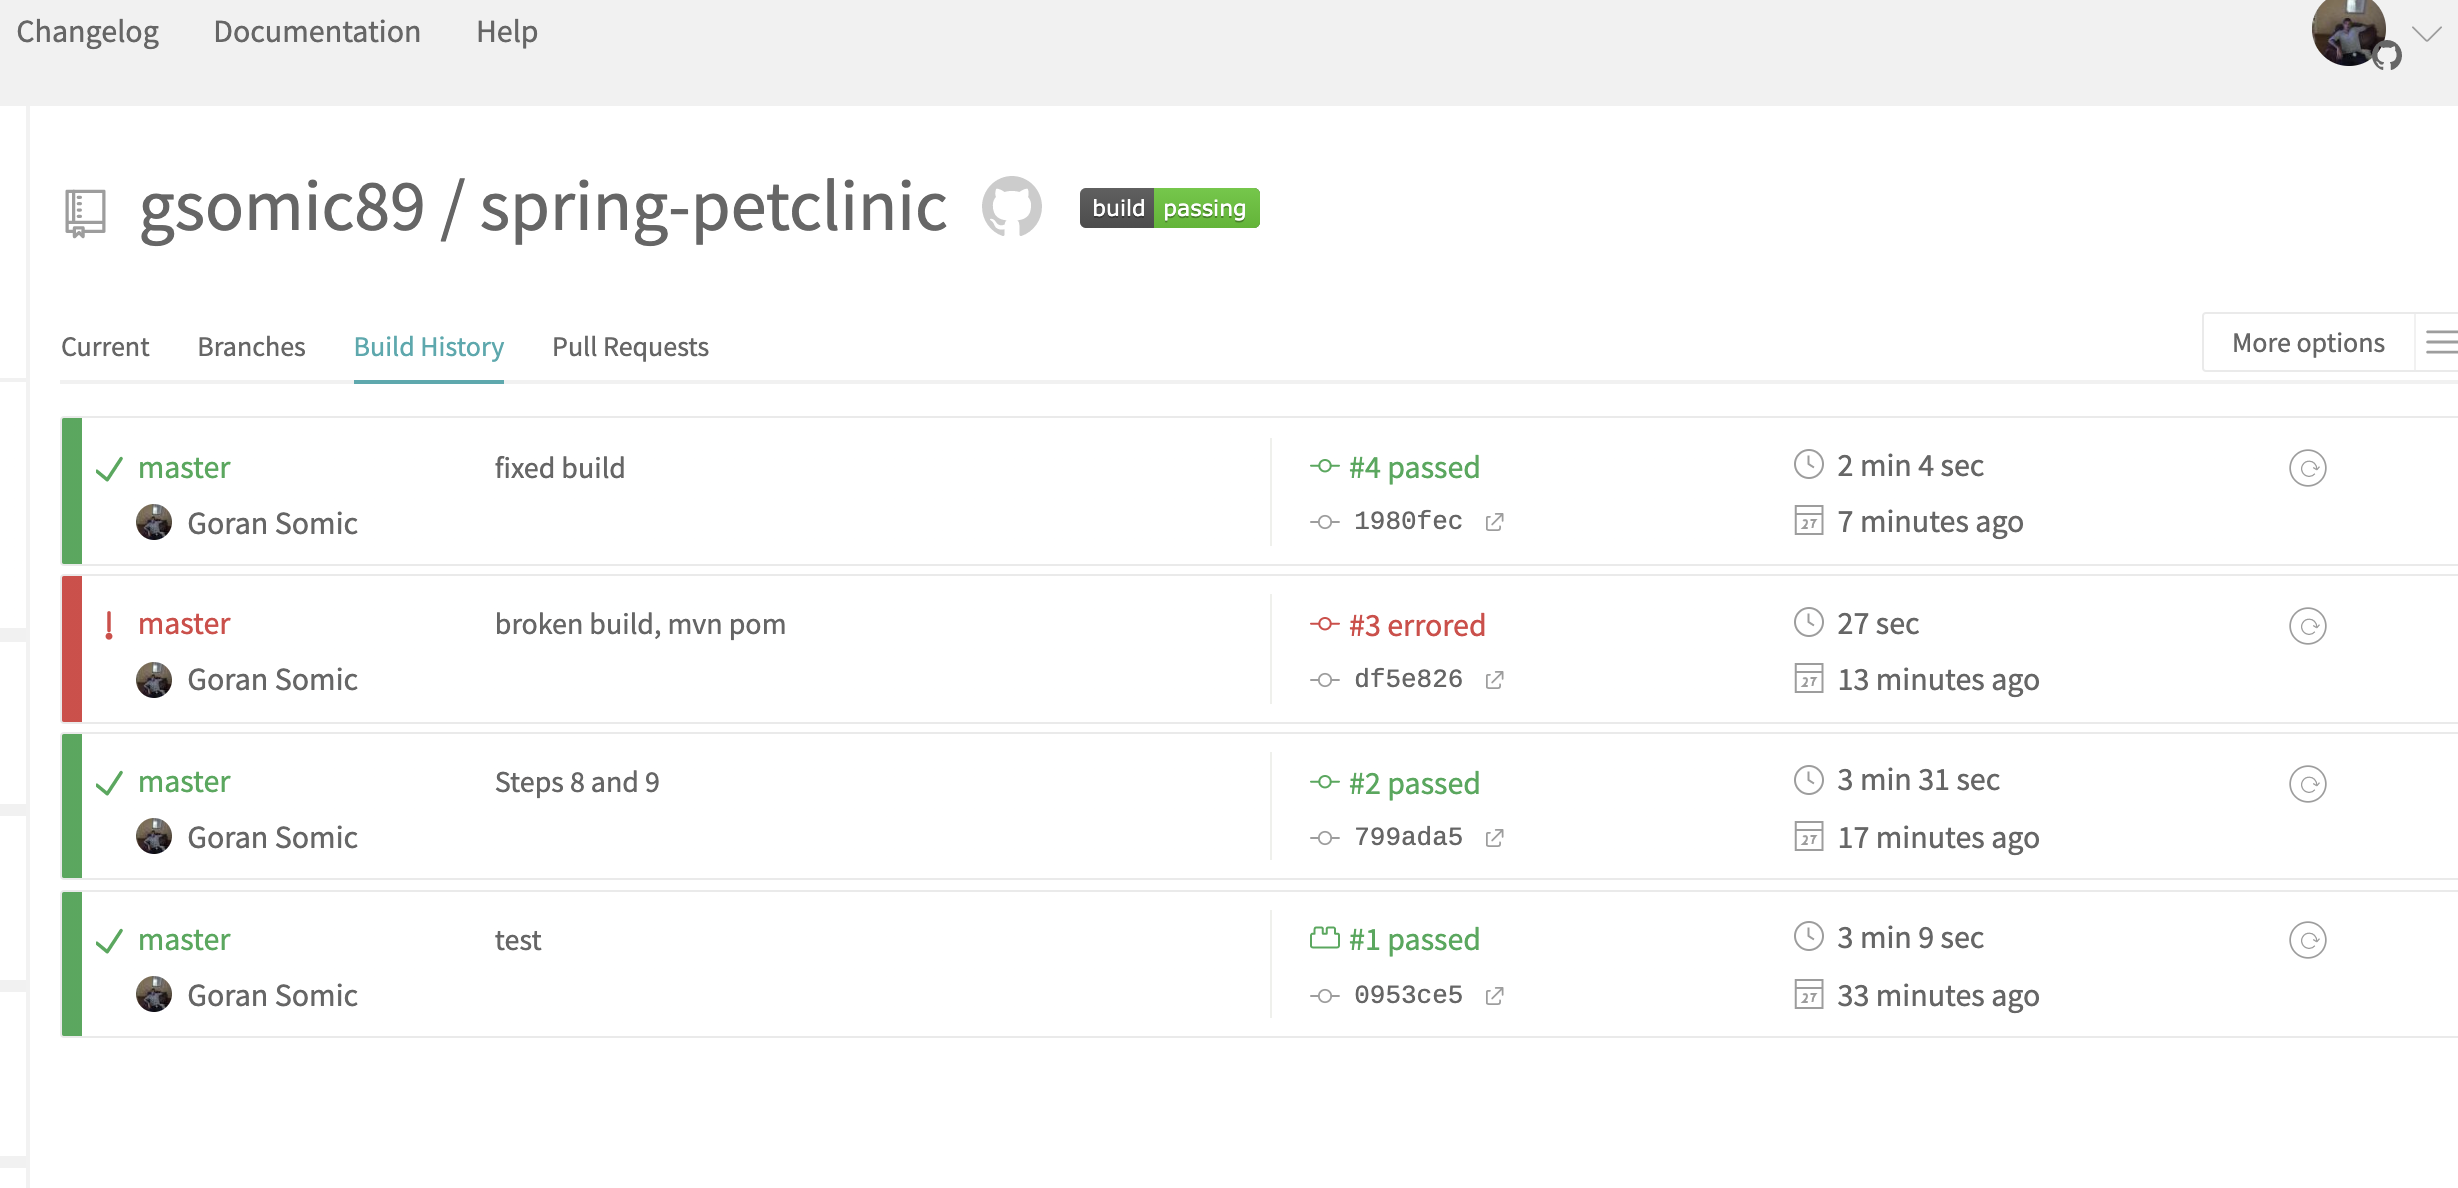 Changelog Documentation Help
gsomic89 / spring-petclinic build passing
Current Branches Build History Pull Requests More options
master fixed build #4 passed 2 min 4 sec
Goran Somic 1980fec 27 7 minutes ago
! master broken build, mvn pom #3 errored 27 sec
Goran Somic df5e826 27 13 minutes ago
master Steps 8 and 9 #2 passed 3 min 31 sec
Goran Somic 799ada5 27 17 minutes ago
master test #1 passed 3 min 9 sec
Goran Somic 0953ce5 27 33 minutes ago